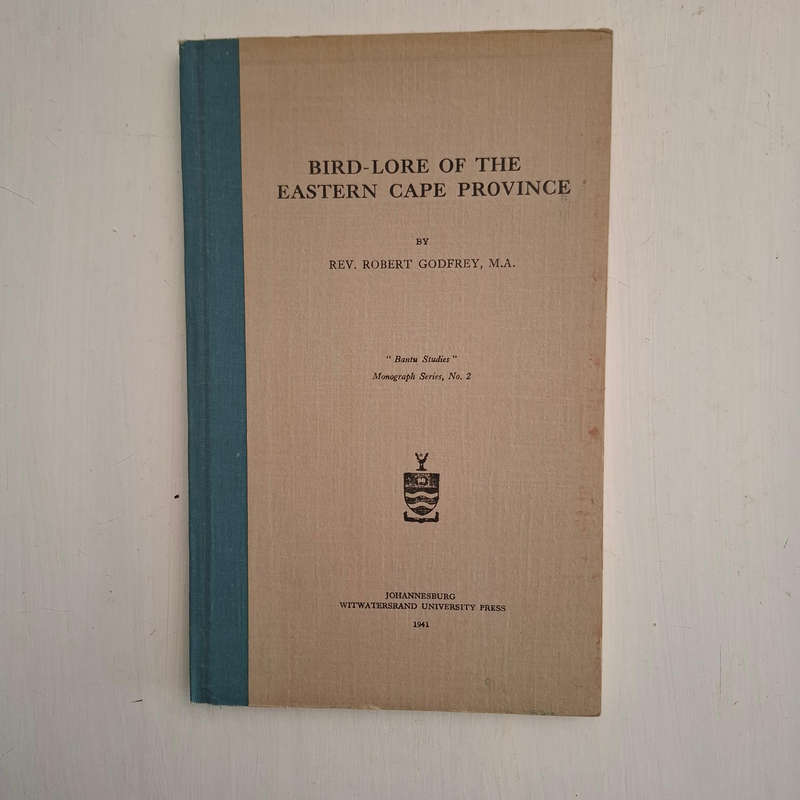 BIRD-LORE OF THE
EASTERN CAPE PROVINCE
BY
REV. ROBERT GODFREY, M.A.
"Bantu Studies"
Monograph Series, No. 2
JOHANNESBURG
WITWATERSRAND UNIVERSITY PRESS
1941